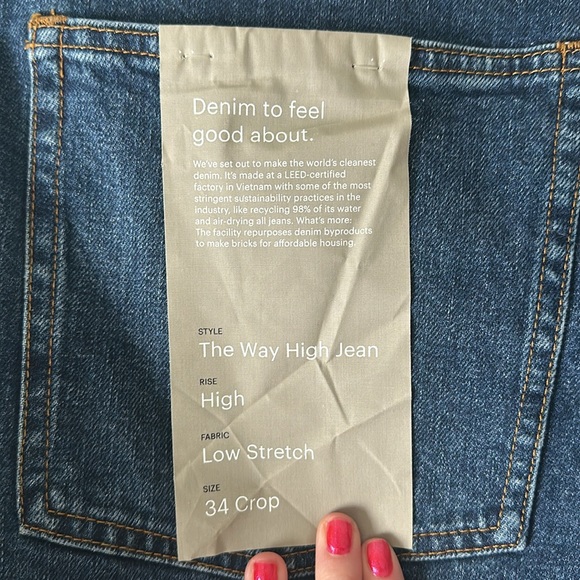 Denim to feel
good about.
We've set out to make the world's cleanest
denim. It's made at a LEED-certified
factory in Vietnam with some of the most
stringent sustainability practices in the
industry, like recycling 98% of its water
and air-drying all jeans. What's more:
The facility repurposes denim byproducts
to make bricks for affordable housing.
STYLE
The Way High Jean
RISE
High
FABRIC
Low Stretch
SIZE
34 Crop